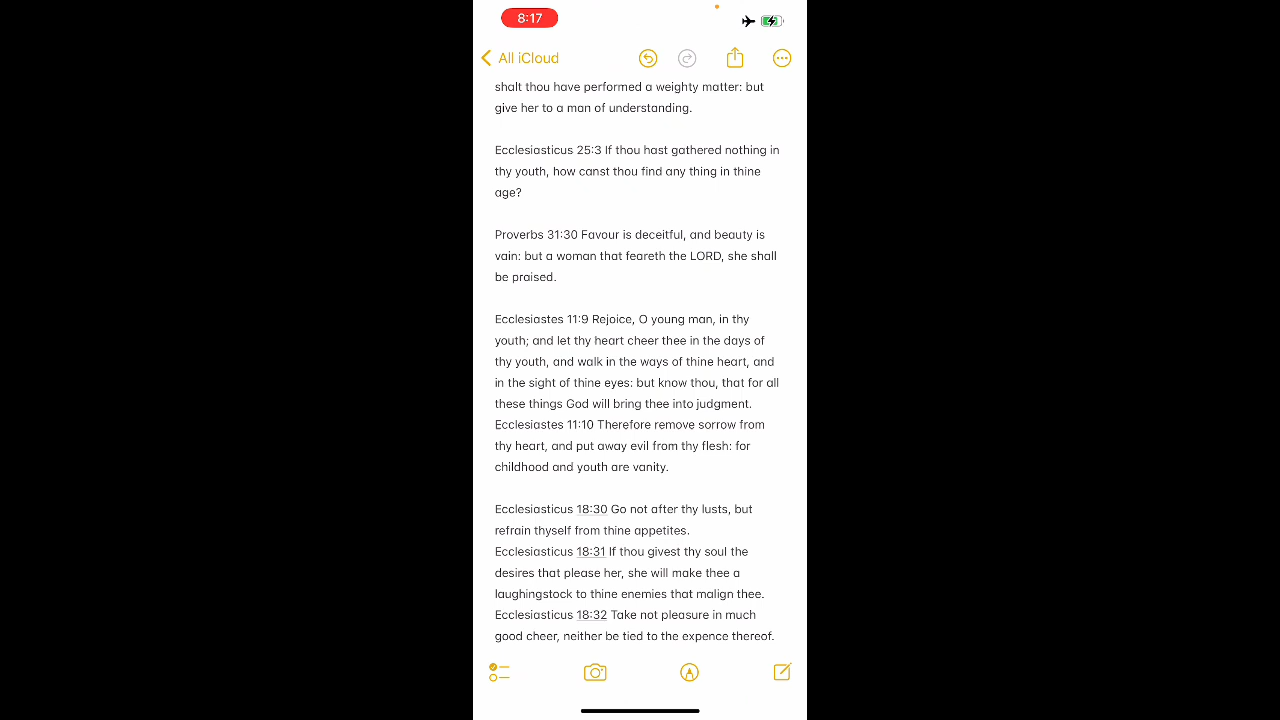 8:17
All iCloud
shalt thou have performed a weighty matter: but
give her to a man of understanding.
Ecclesiasticus 25:3 If thou hast gathered nothing in
thy youth, how canst thou find any thing in thine
age?
Proverbs 31:30 Favour is deceitful, and beauty is
vain: but a woman that feareth the LORD, she shall
be praised.
Ecclesiastes 11:9 Rejoice, O young man, in thy
youth; and let thy heart cheer thee in the days of
thy youth, and walk in the ways of thine heart, and
in the sight of thine eyes: but know thou, that for all
these things God will bring thee into judgment.
Ecclesiastes 11:10 Therefore remove sorrow from
thy heart, and put away evil from thy flesh: for
childhood and youth are vanity.
Ecclesiasticus 18:30 Go not after thy lusts, but
refrain thyself from thine appetites.
Ecclesiasticus 18:31 If thou givest thy soul the
desires that please her, she will make thee a
laughingstock to thine enemies that malign thee.
Ecclesiasticus 18:32 Take not pleasure in much
good cheer, neither be tied to the expence thereof.